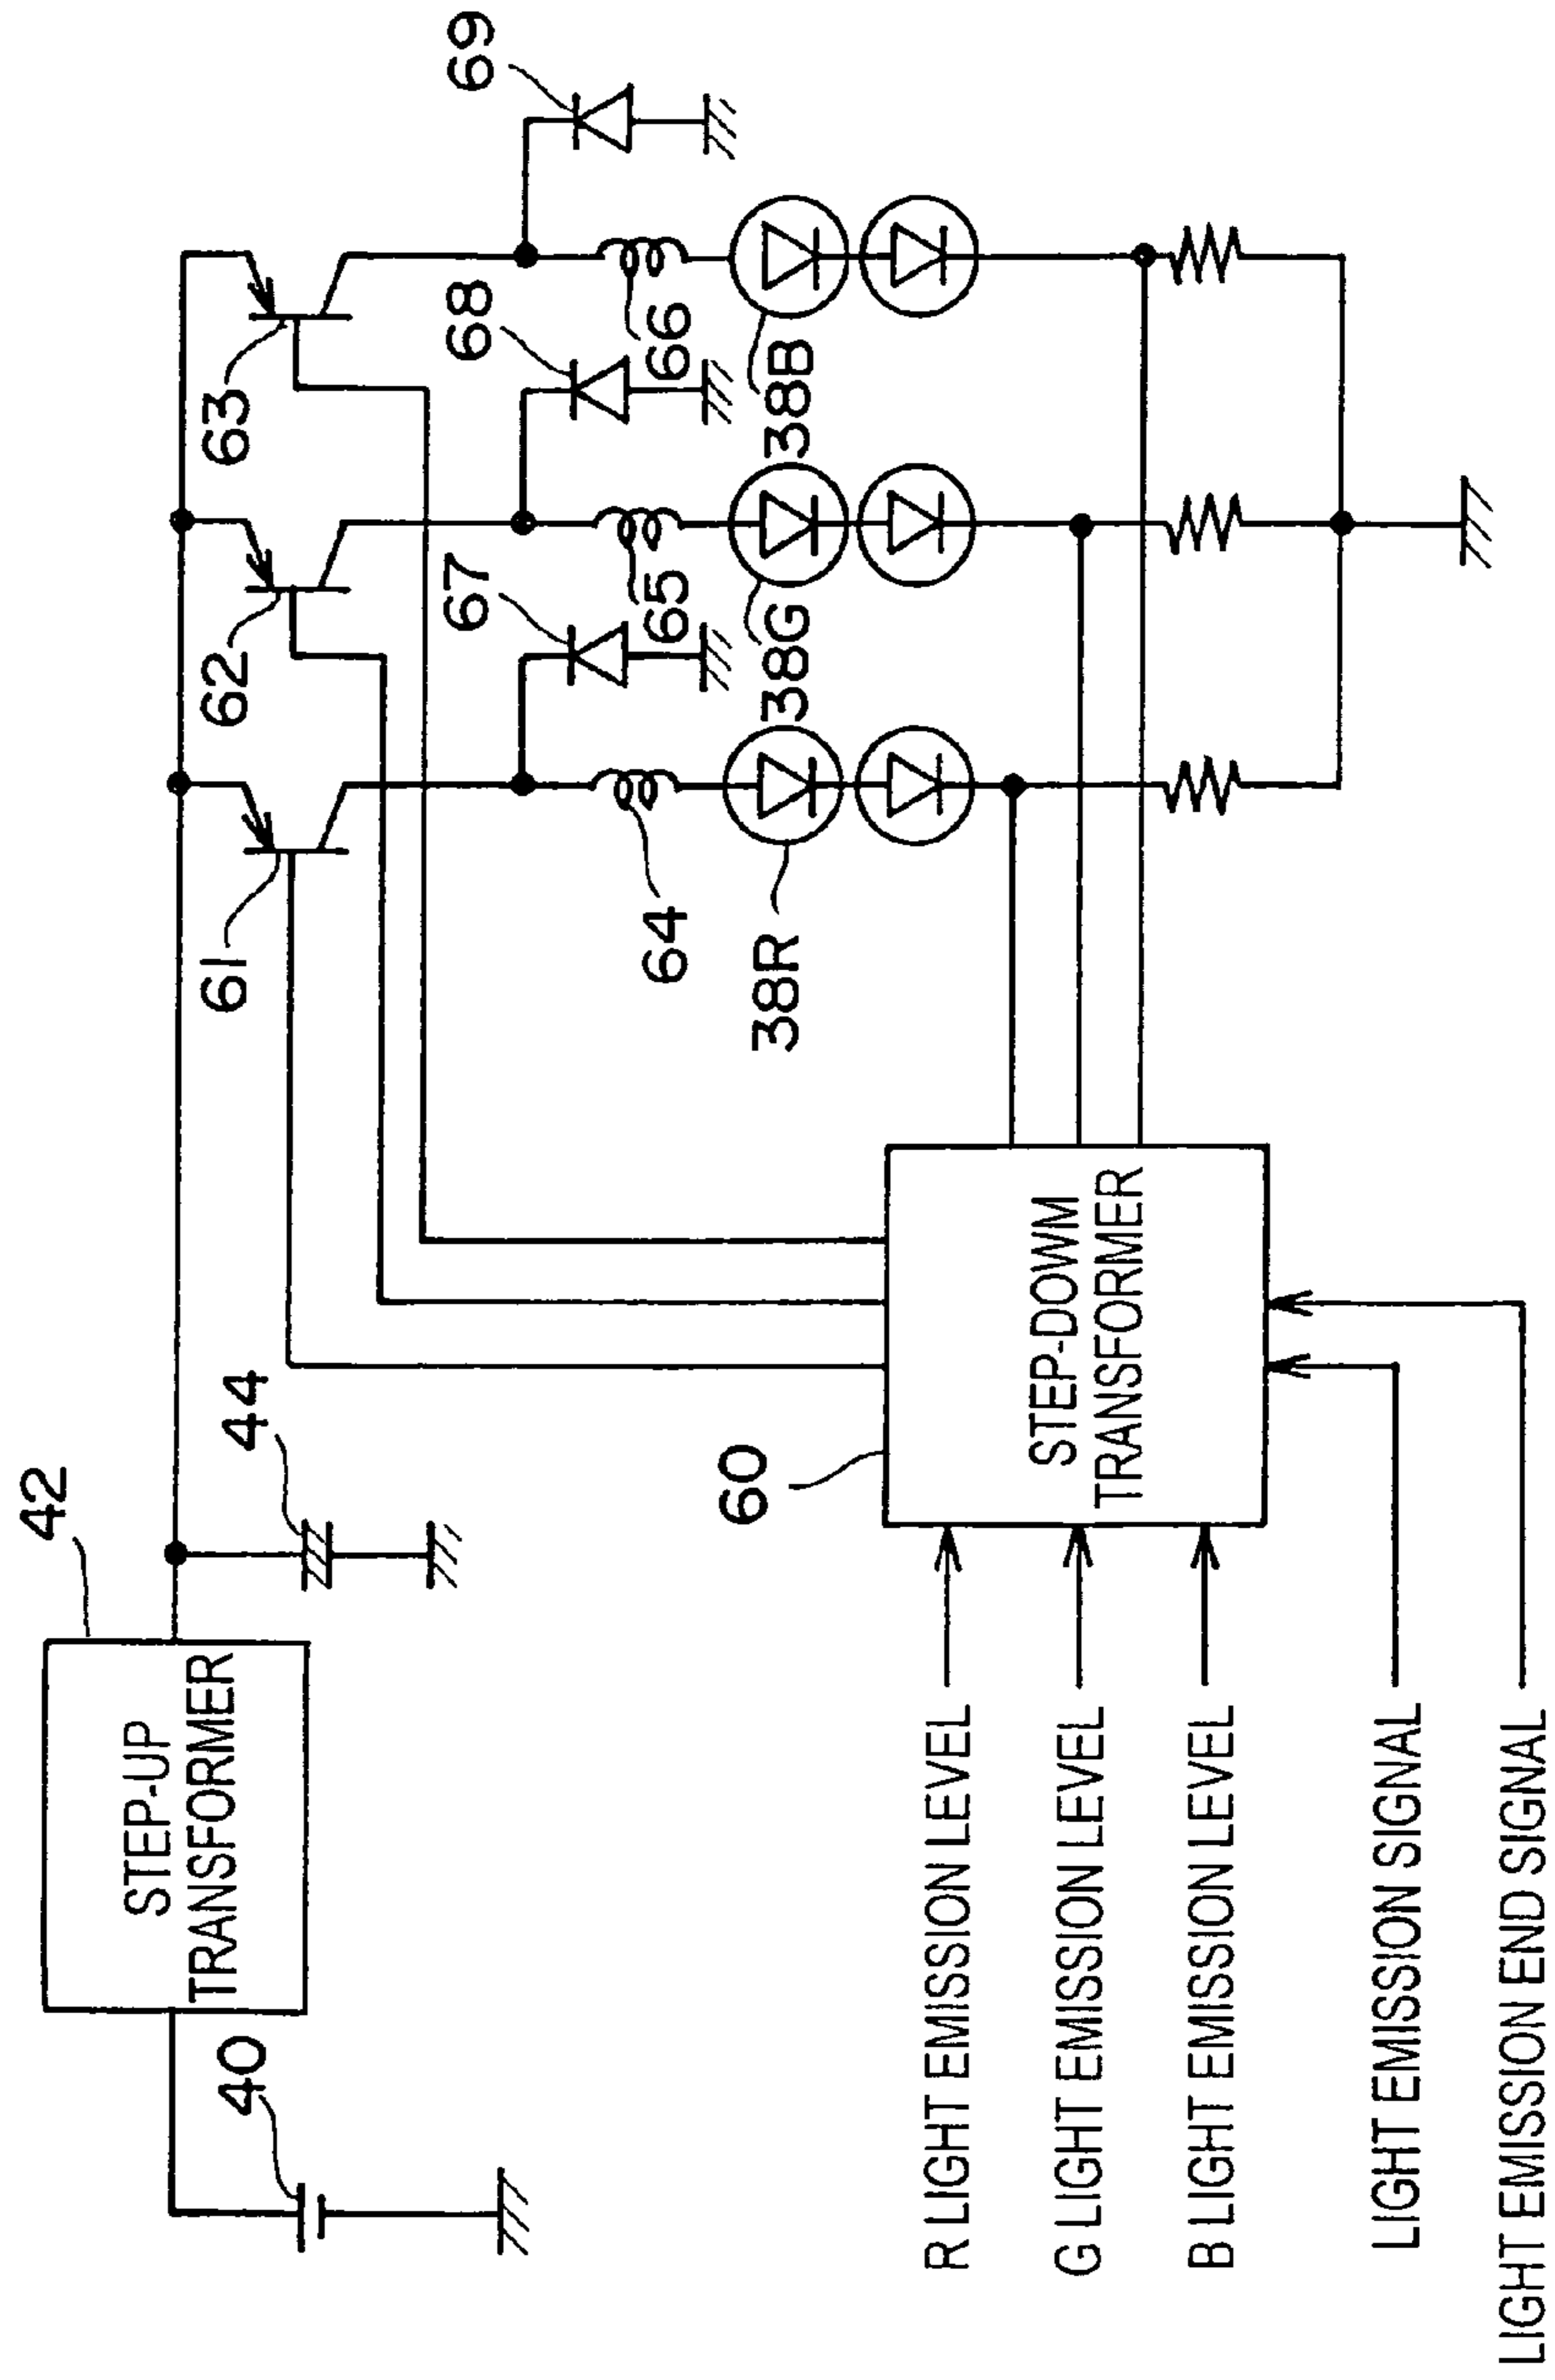 42
STEP-UP
TRANSFORMER
40
44
61
62
63
67
68
69
64
65
66
38R
38G
38B
60
STEP-DOWM
TRANSFORMER
R LIGHT EMISSION LEVEL
G LIGHT EMISSION LEVEL
B LIGHT EMISSION LEVEL
LIGHT EMISSION SIGNAL
LIGHT EMISSION END SIGNAL